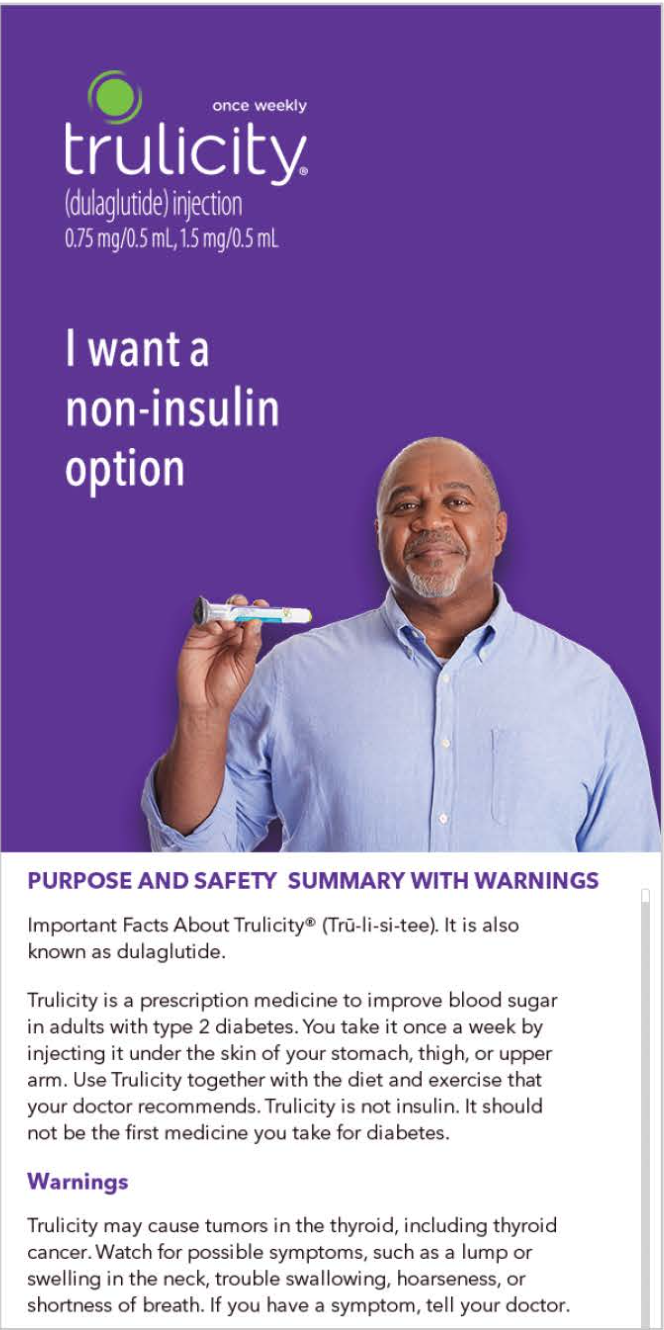 once weekly
trulicity®
(dulaglutide) injection
0.75 mg/0.5 mL, 1.5 mg/0.5 mL
I want a
non-insulin
option
PURPOSE AND SAFETY SUMMARY WITH WARNINGS
Important Facts About Trulicity® (Trū-li-si-tee). It is also
known as dulaglutide.
Trulicity is a prescription medicine to improve blood sugar
in adults with type 2 diabetes. You take it once a week by
injecting it under the skin of your stomach, thigh, or upper
arm. Use Trulicity together with the diet and exercise that
your doctor recommends. Trulicity is not insulin. It should
not be the first medicine you take for diabetes.
Warnings
Trulicity may cause tumors in the thyroid, including thyroid
cancer. Watch for possible symptoms, such as a lump or
swelling in the neck, trouble swallowing, hoarseness, or
shortness of breath. If you have a symptom, tell your doctor.